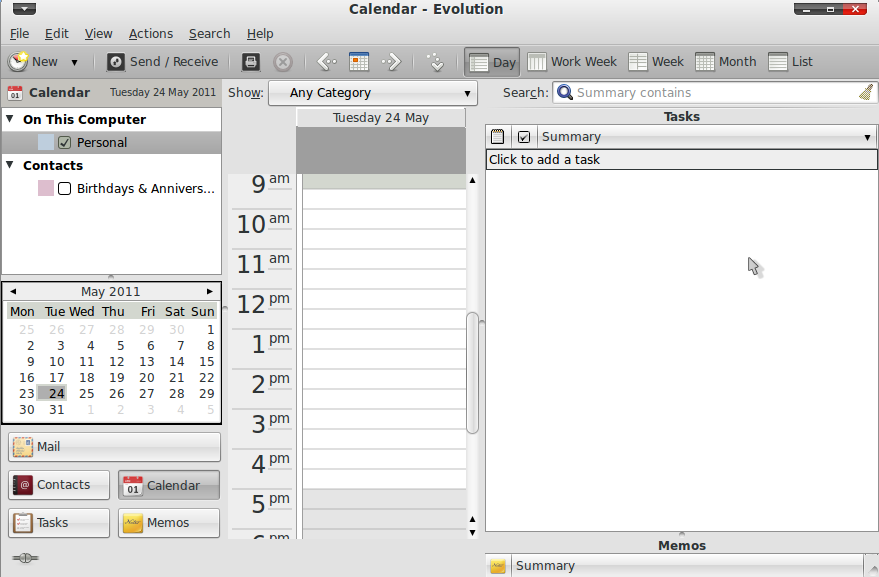 Calendar - Evolution
File Edit View Actions Search Help
New Send / Receive Day Work Week Week Month List
Calendar Tuesday 24 May 2011
Show: Any Category
Search: Summary contains
On This Computer
Personal
Contacts
Birthdays & Annivers...
Tuesday 24 May
9 am
10 am
11 am
12 pm
1 pm
2 pm
3 pm
4 pm
5 pm
6 pm
Tasks
Summary
Click to add a task
May 2011
Mon Tue Wed Thu Fri Sat Sun
25 26 27 28 29 30 1
2 3 4 5 6 7 8
9 10 11 12 13 14 15
16 17 18 19 20 21 22
23 24 25 26 27 28 29
30 31 1 2 3 4 5
Mail
Contacts 01 Calendar
Tasks Memos
Memos
Summary